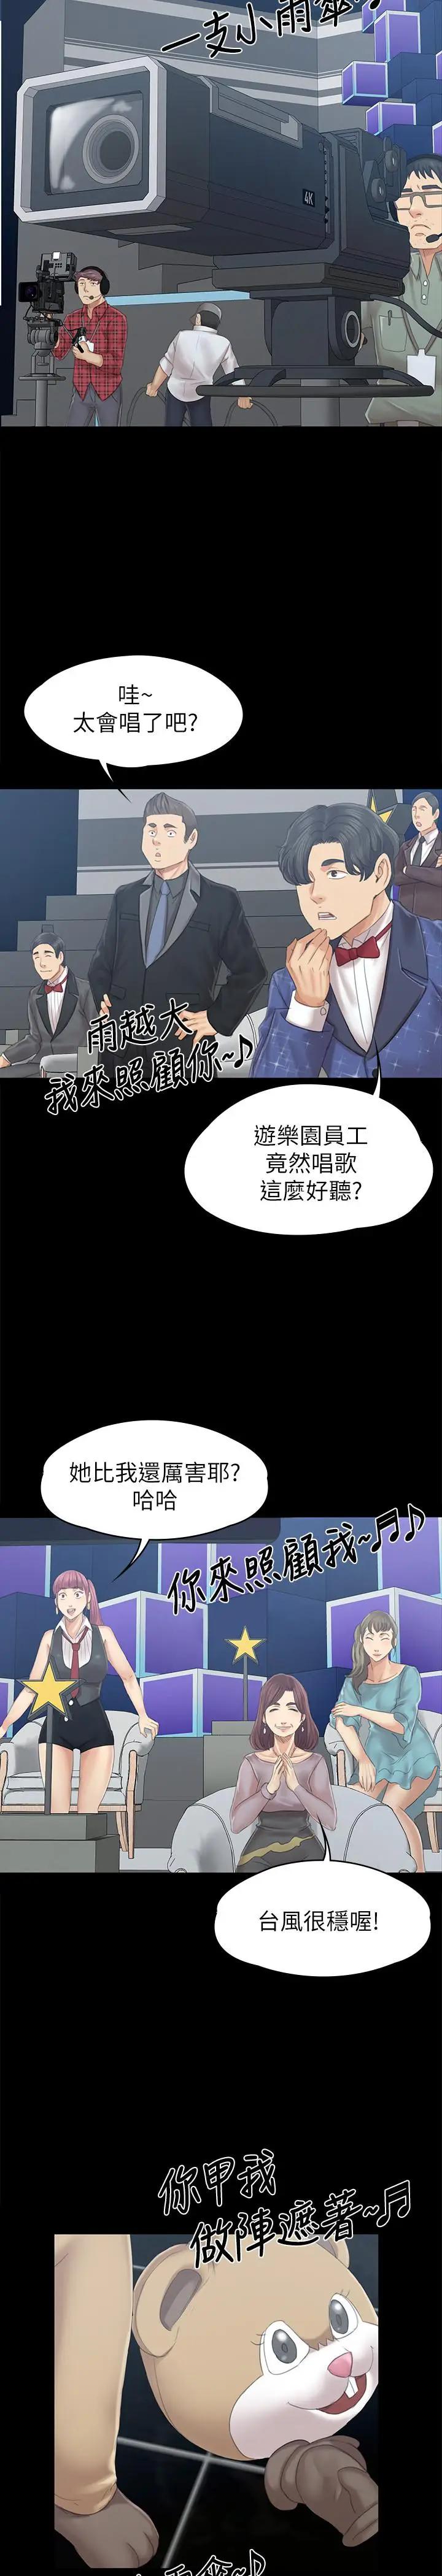 一支小雨傘~♪
4K
哇~
太會唱了吧?
雨越大
我來照顧你~♪
遊樂園員工
竟然唱歌
這麼好聽?
她比我還厲害耶?
哈哈
你來照顧我~♬♪
台風很穩喔!
你甲我
做陣遮著~♬